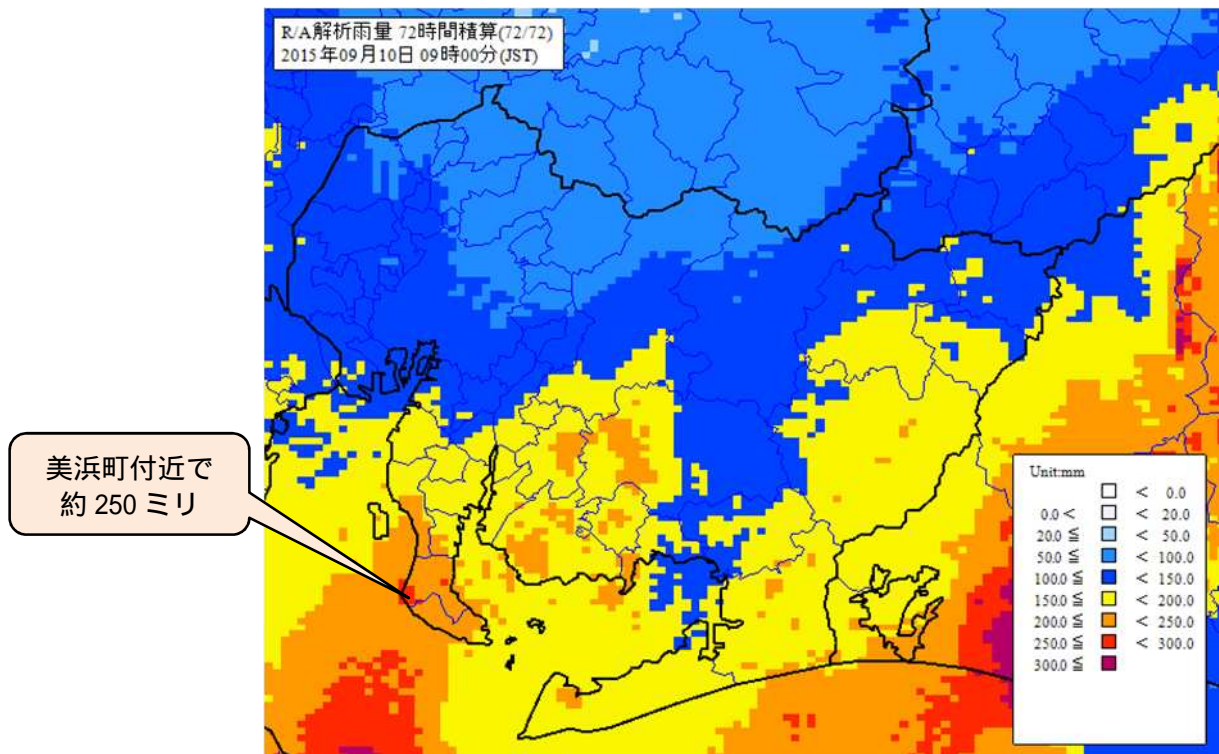 R/A解析雨量 72時間積算(72/72)
2015年09月10日 09時00分(JST)
美浜町付近で
約 250 ミリ
Unit:mm
< 0.0
0.0 < < 20.0
20.0 ≦ < 50.0
50.0 ≦ < 100.0
100.0 ≦ < 150.0
150.0 ≦ < 200.0
200.0 ≦ < 250.0
250.0 ≦ < 300.0
300.0 ≦